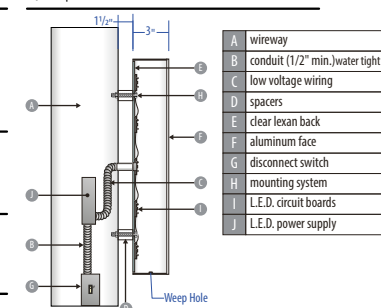 1½"
3"
A
E
H
F
J
C
I
B
G
D
Weep Hole
A wireway
B conduit (1/2" min.)water tight
C low voltage wiring
D spacers
E clear lexan back
F aluminum face
G disconnect switch
H mounting system
I L.E.D. circuit boards
J L.E.D. power supply